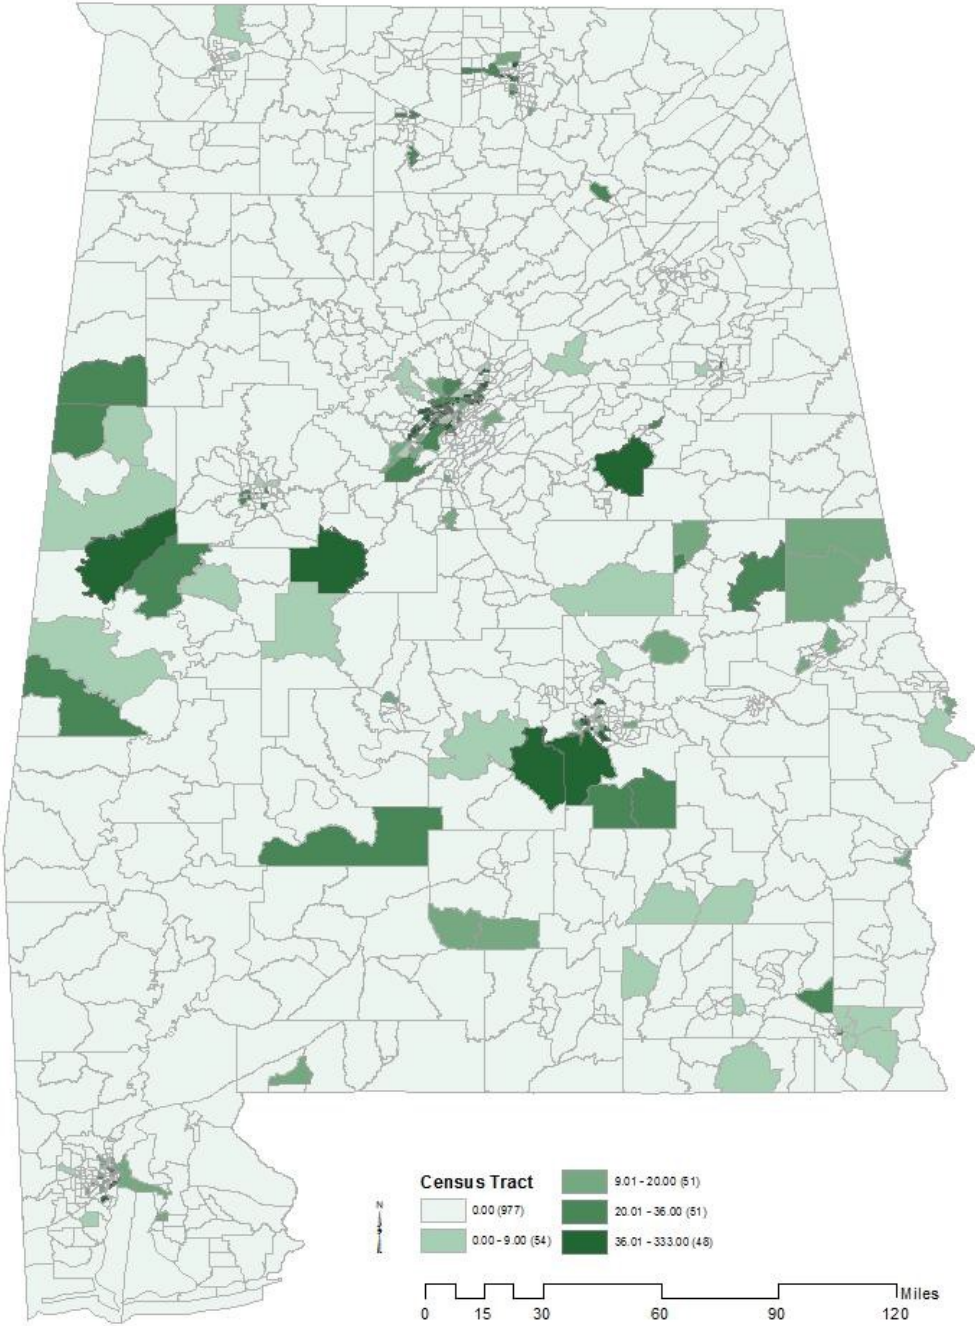 Census Tract
0.00 (977)
0.00 - 9.00 (54)
9.01 - 20.00 (51)
20.01 - 36.00 (51)
36.01 - 333.00 (48)
N
Miles
0 15 30 60 90 120